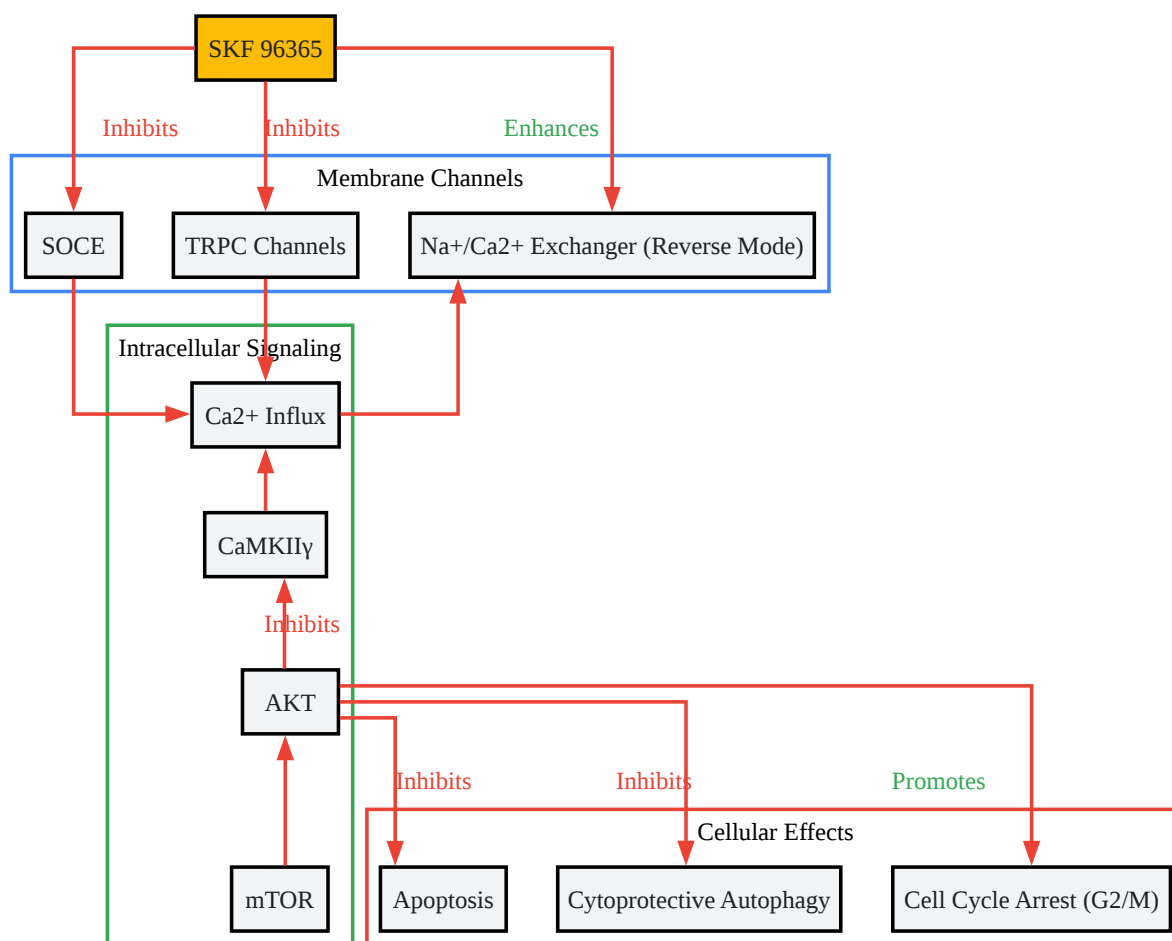 SKF 96365
Inhibits
Inhibits
Enhances
Membrane Channels
SOCE
TRPC Channels
Na+/Ca2+ Exchanger (Reverse Mode)
Intracellular Signaling
Ca2+ Influx
CaMKIIγ
Inhibits
AKT
Inhibits
Inhibits
Promotes
Cellular Effects
mTOR
Apoptosis
Cytoprotective Autophagy
Cell Cycle Arrest (G2/M)